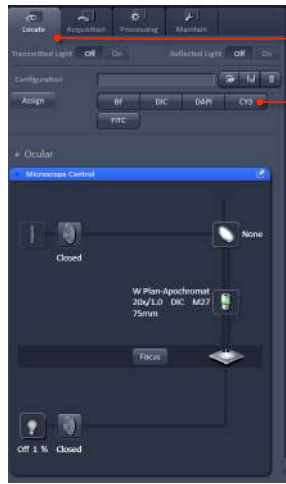 Locate Acquisition Processing Maintain
Transmitted Light Off On Reflected Light Off On
Configuration
Assign BF DIC DAPI CY3
FITC
Ocular
Microscope Control
None
Closed
W Plan-Apochromat
20x/1.0 DIC M27
75mm
Focus
Off 1 % Closed